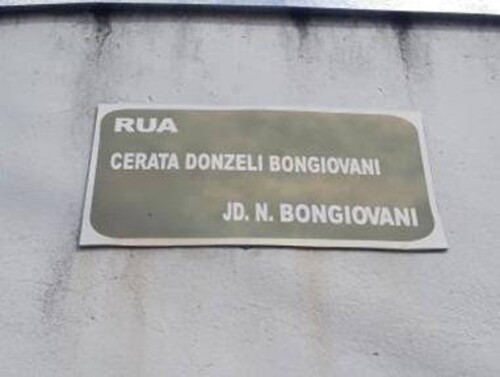 RUA
CERATA DONZELI BONGIOVANI
JD. N. BONGIOVANI